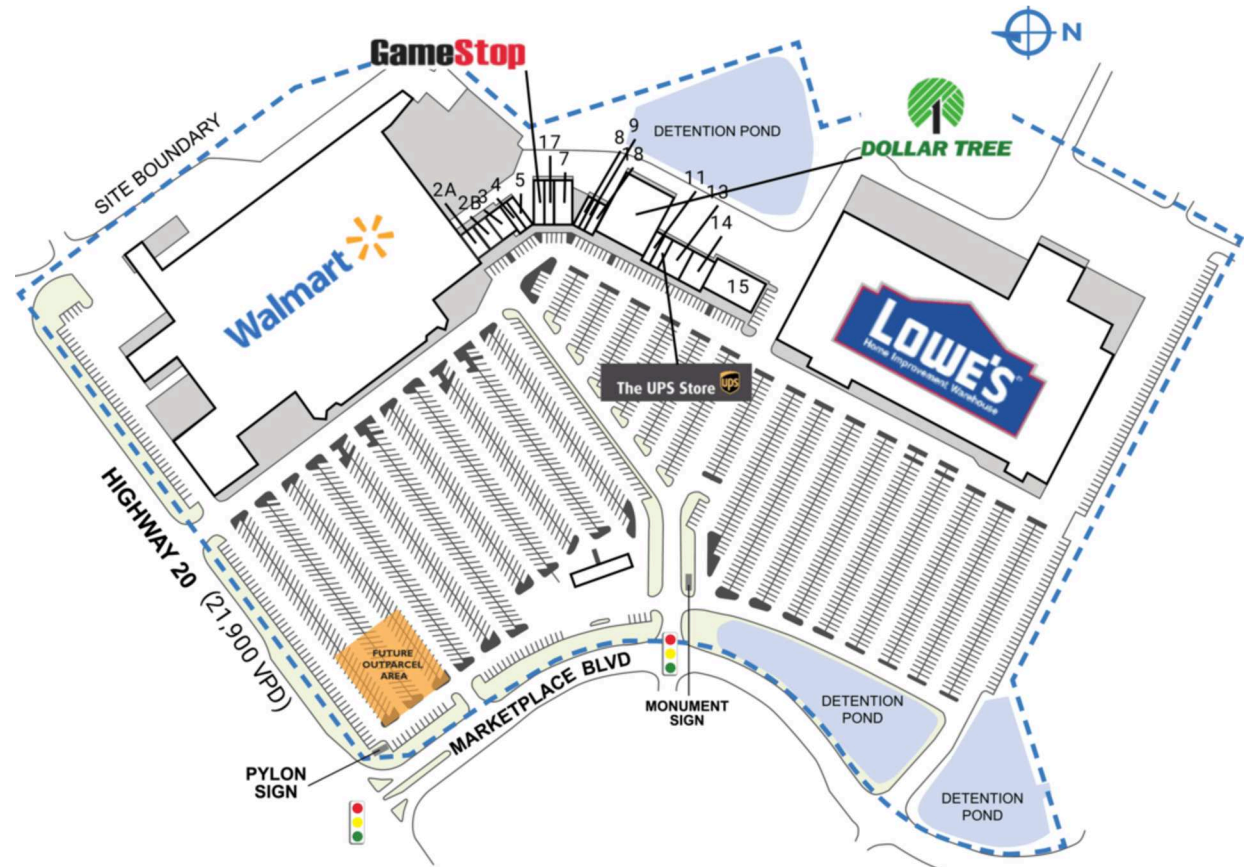 N
GameStop
DOLLAR TREE
DETENTION POND
SITE BOUNDARY
2A
2B
3
4
5
17
7
8
9
18
11
13
14
15
Walmart
LOWE'S
Home Improvement Warehouse
The UPS Store ups
HIGHWAY 20 (21,900 VPD)
FUTURE
OUTPARCEL
AREA
MARKETPLACE BLVD
MONUMENT
SIGN
PYLON
SIGN
DETENTION
POND
DETENTION
POND